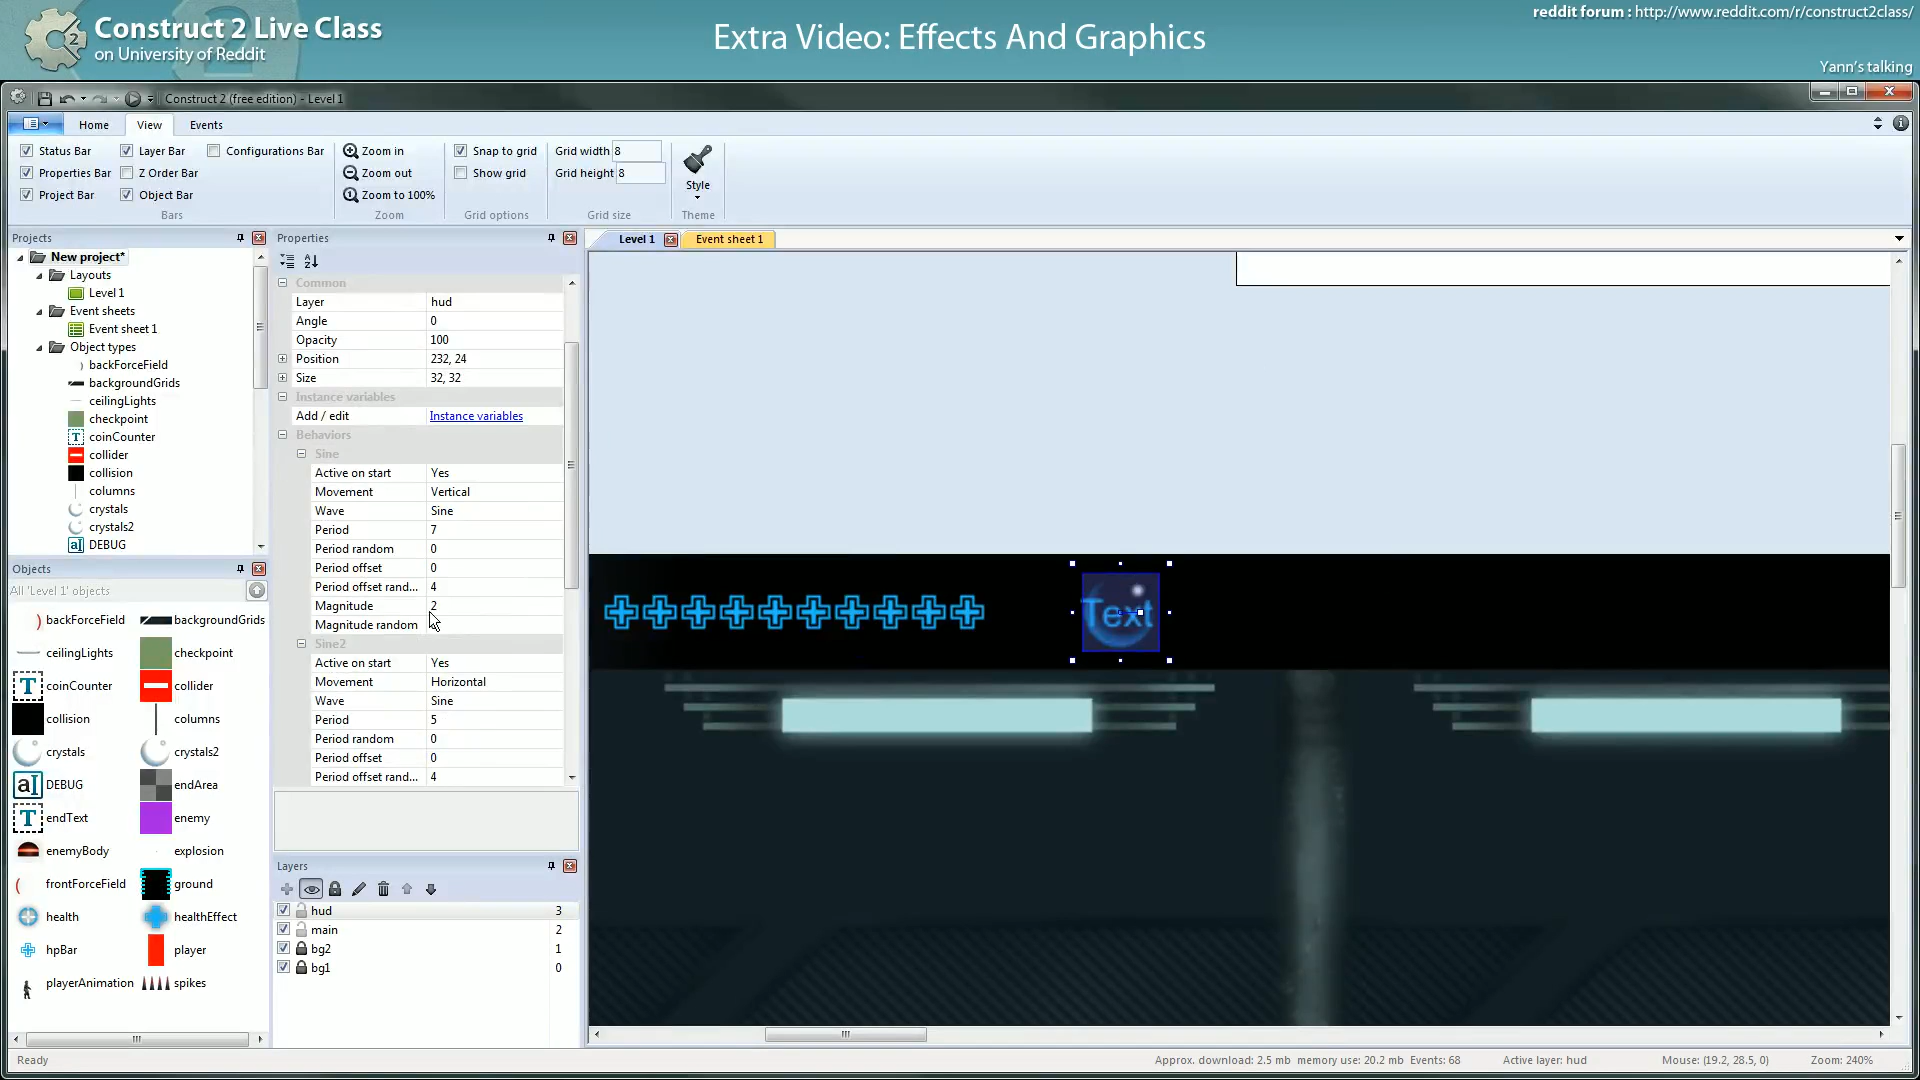 Construct 2 Live Class
on University of Reddit
Extra Video: Effects And Graphics
reddit forum : http://www.reddit.com/r/construct2class/
Yann's talking
Construct 2 (free edition) - Level 1
Home View Events
Status Bar Layer Bar Configurations Bar Zoom in Snap to grid Grid width 8
Properties Bar Z Order Bar Zoom out Show grid Grid height 8 Style
Project Bar Object Bar Zoom to 100%
Bars Zoom Grid options Grid size Theme
Projects
New project*
Layouts
Level 1
Event sheets
Event sheet 1
Object types
backForceField
backgroundGrids
ceilingLights
checkpoint
T coinCounter
collider
collision
columns
crystals
crystals2
aI DEBUG
Objects
All 'Level 1' objects
backForceField backgroundGrids
ceilingLights checkpoint
T coinCounter collider
collision columns
crystals crystals2
aI DEBUG endArea
T endText enemy
enemyBody explosion
frontForceField ground
health healthEffect
hpBar player
playerAnimation spikes
Properties
Common
Layer hud
Angle 0
Opacity 100
Position 232, 24
Size 32, 32
Instance variables
Add / edit Instance variables
Behaviors
Sine
Active on start Yes
Movement Vertical
Wave Sine
Period 7
Period random 0
Period offset 0
Period offset rand... 4
Magnitude 2
Magnitude random
Sine2
Active on start Yes
Movement Horizontal
Wave Sine
Period 5
Period random 0
Period offset 0
Period offset rand... 4
Layers
hud 3
main 2
bg2 1
bg1 0
Level 1 Event sheet 1
Text
Ready
Approx. download: 2.5 mb memory use: 20.2 mb Events: 68 Active layer: hud Mouse: (19.2, 28.5, 0) Zoom: 240%